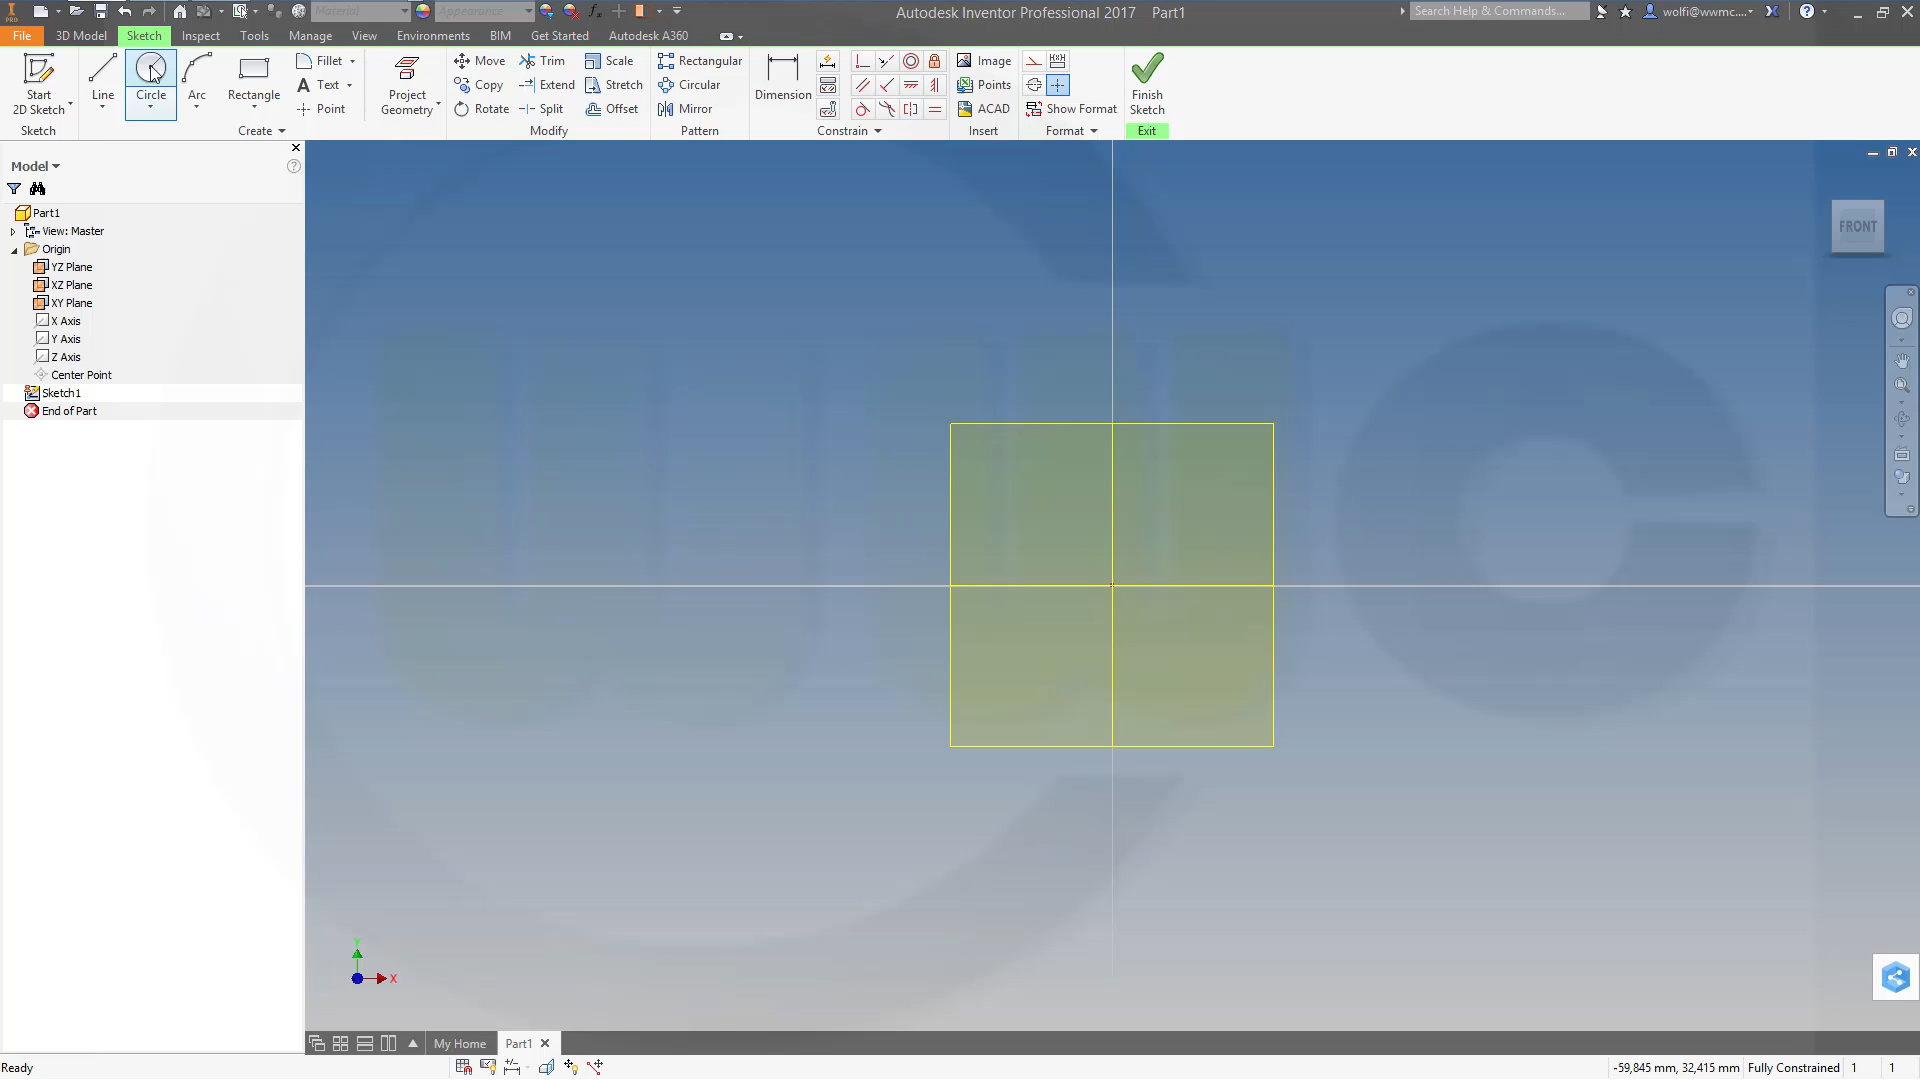 PRO
Material
Appearance
Autodesk Inventor Professional 2017 Part1
Search Help & Commands...
wolfi@wwmc....
File
3D Model
Sketch
Inspect
Tools
Manage
View
Environments
BIM
Get Started
Autodesk A360
Start
2D Sketch
Line
Circle
Arc
Rectangle
Fillet
Text
Point
Project
Geometry
Move
Copy
Rotate
Trim
Extend
Split
Scale
Stretch
Offset
Rectangular
Circular
Mirror
Dimension
Image
Points
ACAD
Show Format
Finish
Sketch
Sketch
Create
Modify
Pattern
Constrain
Insert
Format
Exit
Model
Part1
View: Master
Origin
YZ Plane
XZ Plane
XY Plane
X Axis
Y Axis
Z Axis
Center Point
Sketch1
End of Part
FRONT
Y
X
My Home
Part1
Ready
-59,845 mm, 32,415 mm
Fully Constrained
1
1